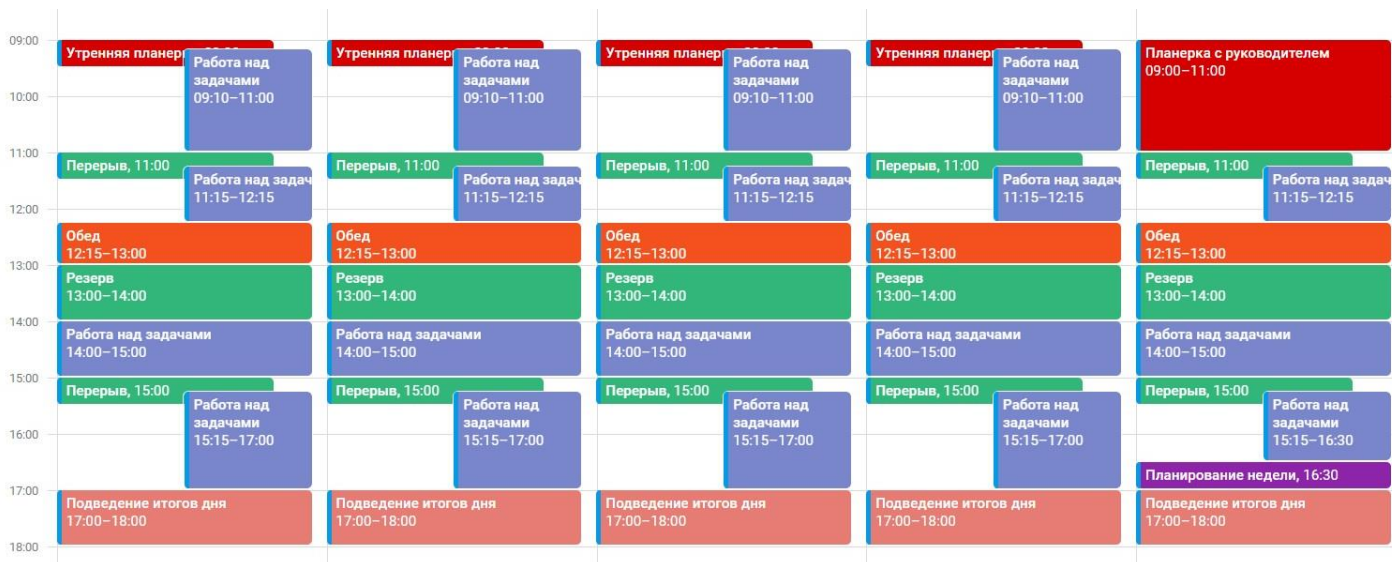 09:00
10:00
11:00
12:00
13:00
14:00
15:00
16:00
17:00
18:00
Утренняя
Работа над
задачами
09:10–11:00
Перерыв, 11:00
Работа над
11:15–12:15
Обед
12:15–13:00
Резерв
13:00–14:00
Работа над задачами
14:00–15:00
Перерыв, 15:00
Работа над
задачами
15:15–17:00
Подведение итогов дня
17:00–18:00
Утренняя
Работа над
задачами
09:10–11:00
Перерыв, 11:00
Работа над
11:15–12:15
Обед
12:15–13:00
Резерв
13:00–14:00
Работа над задачами
14:00–15:00
Перерыв, 15:00
Работа над
задачами
15:15–17:00
Подведение итогов дня
17:00–18:00
Утренняя
Работа над
задачами
09:10–11:00
Перерыв, 11:00
Работа над
11:15–12:15
Обед
12:15–13:00
Резерв
13:00–14:00
Работа над задачами
14:00–15:00
Перерыв, 15:00
Работа над
задачами
15:15–17:00
Подведение итогов дня
17:00–18:00
Утренняя
Работа над
задачами
09:10–11:00
Перерыв, 11:00
Работа над
11:15–12:15
Обед
12:15–13:00
Резерв
13:00–14:00
Работа над задачами
14:00–15:00
Перерыв, 15:00
Работа над
задачами
15:15–17:00
Подведение итогов дня
17:00–18:00
Планерка с руководителем
09:00–11:00
Перерыв, 11:00
Работа над
11:15–12:15
Обед
12:15–13:00
Резерв
13:00–14:00
Работа над задачами
14:00–15:00
Перерыв, 15:00
Работа над
задачами
15:15–16:30
Планирование недели, 16:30
Подведение итогов дня
17:00–18:00